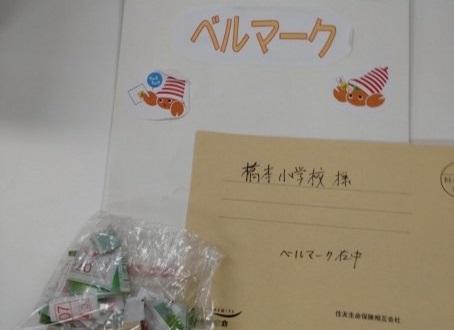 ベルマーク
橋本小学校 様
ベルマーク在中
住友生命保険相互会社